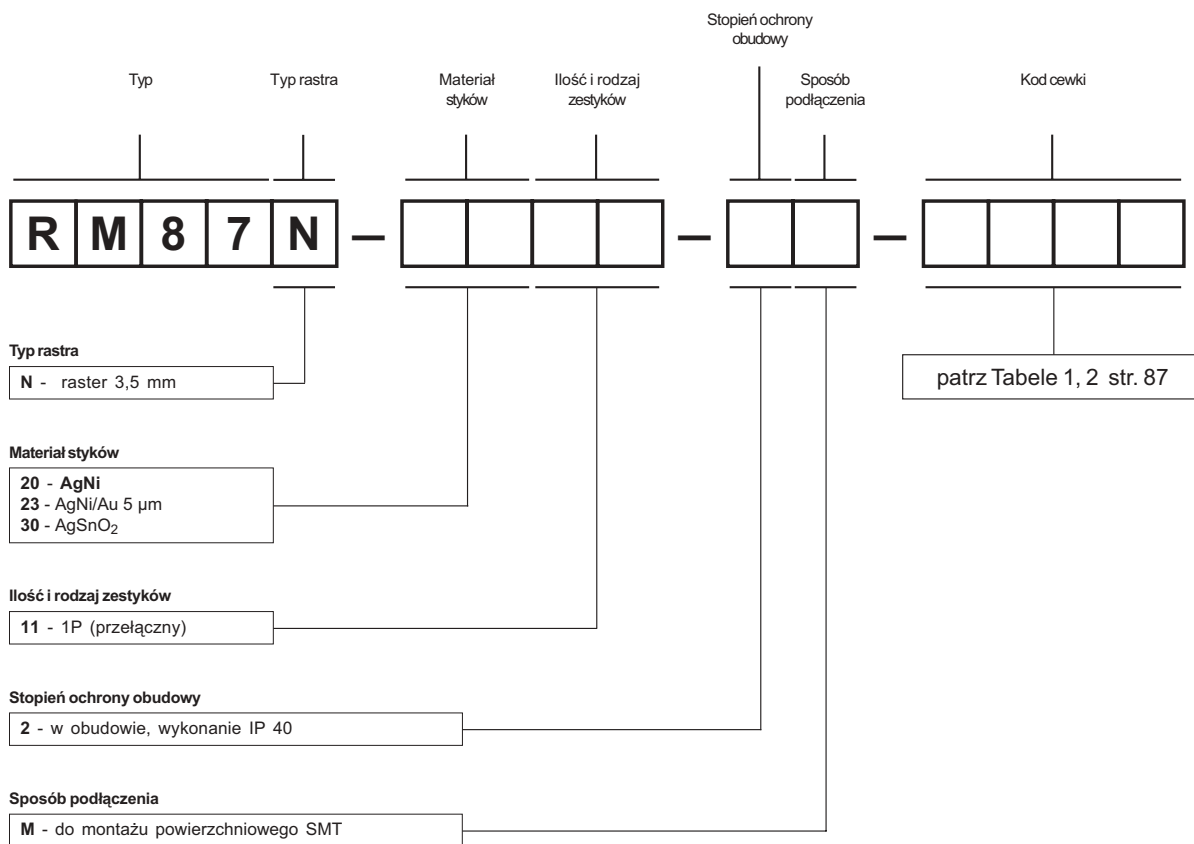 Stopień ochrony
obudowy
Typ
Typ rastra
Materiał
styków
Ilość i rodzaj
zestyków
Sposób
podłączenia
Kod cewki
R M 8 7 N – – –
Typ rastra
N - raster 3,5 mm
patrz Tabele 1, 2 str. 87
Materiał styków
20 - AgNi
23 - AgNi/Au 5 µm
30 - AgSnO2
Ilość i rodzaj zestyków
11 - 1P (przełączny)
Stopień ochrony obudowy
2 - w obudowie, wykonanie IP 40
Sposób podłączenia
M - do montażu powierzchniowego SMT